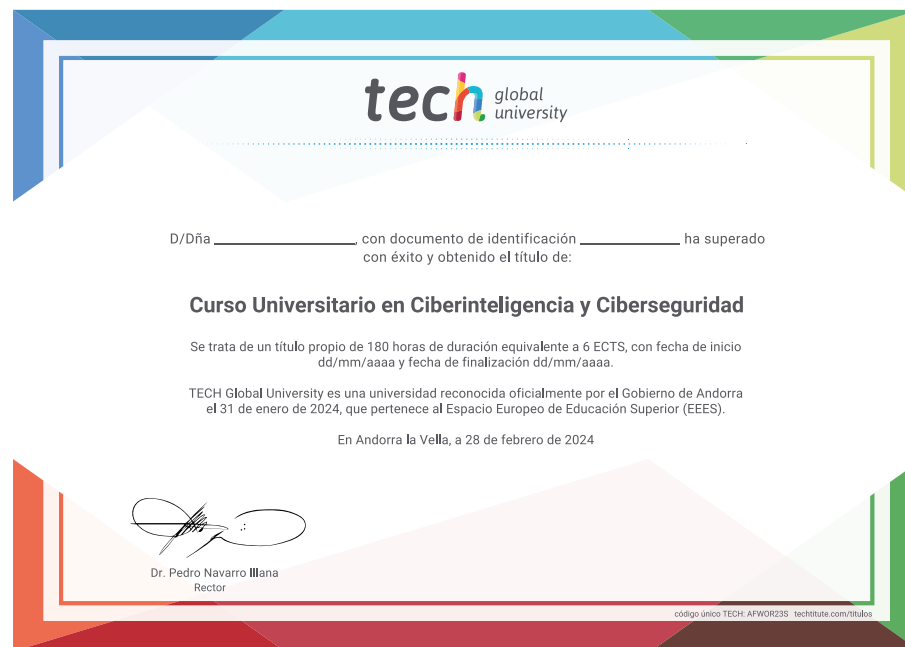 tech global university
D/Dña ____________________, con documento de identificación ______________ ha superado
con éxito y obtenido el título de:
Curso Universitario en Ciberinteligencia y Ciberseguridad
Se trata de un título propio de 180 horas de duración equivalente a 6 ECTS, con fecha de inicio
dd/mm/aaaa y fecha de finalización dd/mm/aaaa.
TECH Global University es una universidad reconocida oficialmente por el Gobierno de Andorra
el 31 de enero de 2024, que pertenece al Espacio Europeo de Educación Superior (EEES).
En Andorra la Vella, a 28 de febrero de 2024
Dr. Pedro Navarro Illana
Rector
código único TECH: AFWOR23S techtitute.com/titulos